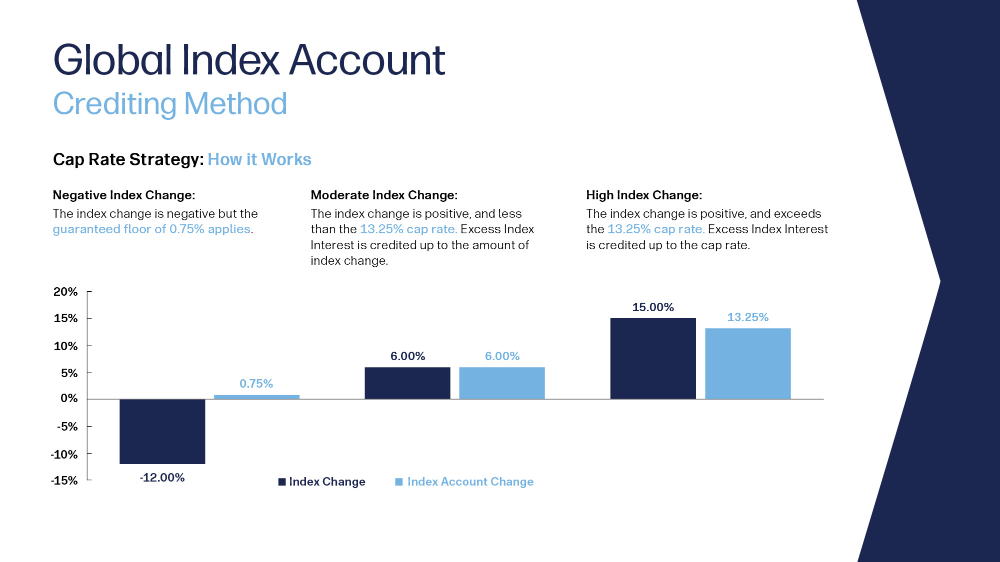 Global Index Account
Crediting Method
Cap Rate Strategy: How it Works
Negative Index Change:
The index change is negative but the
guaranteed floor of 0.75% applies.
Moderate Index Change:
The index change is positive, and less
than the 13.25% cap rate. Excess Index
Interest is credited up to the amount of
index change.
High Index Change:
The index change is positive, and exceeds
the 13.25% cap rate. Excess Index Interest
is credited up to the cap rate.
20%
15%
10%
5%
0%
-5%
-10%
-15%
-12.00%
0.75%
6.00%
6.00%
15.00%
13.25%
Index Change
Index Account Change